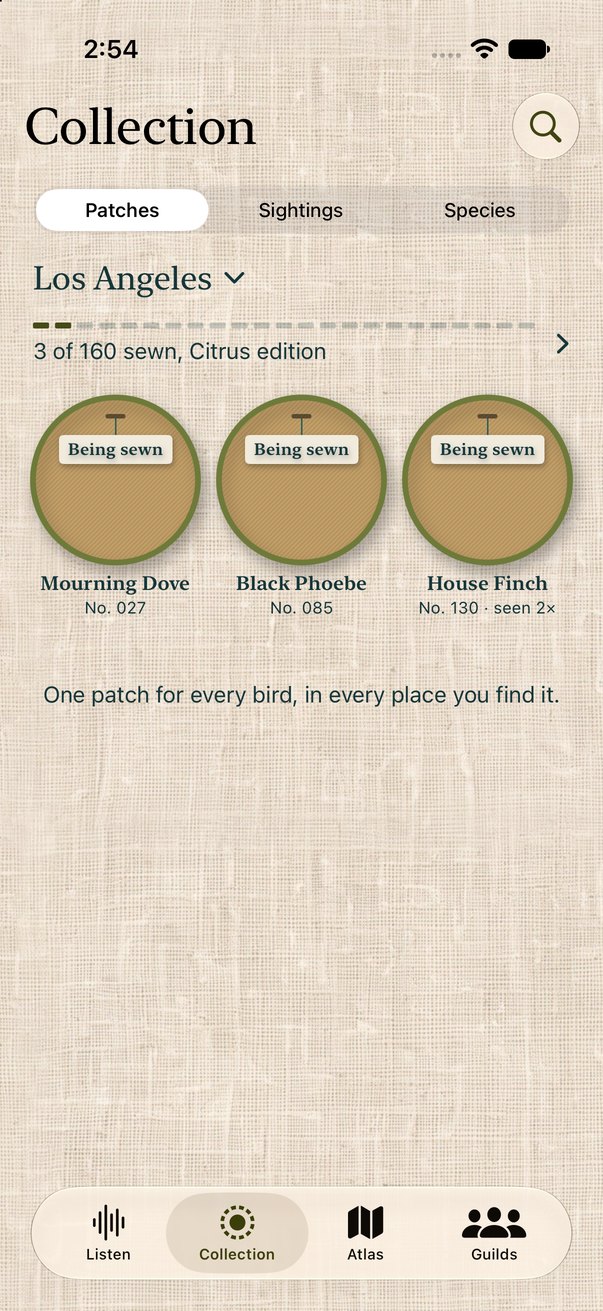 2:54
Collection
Patches Sightings Species
Los Angeles
3 of 160 sewn, Citrus edition
Being sewn Being sewn Being sewn
Mourning Dove Black Phoebe House Finch
No. 027 No. 085 No. 130 · seen 2×
One patch for every bird, in every place you find it.
Listen Collection Atlas Guilds